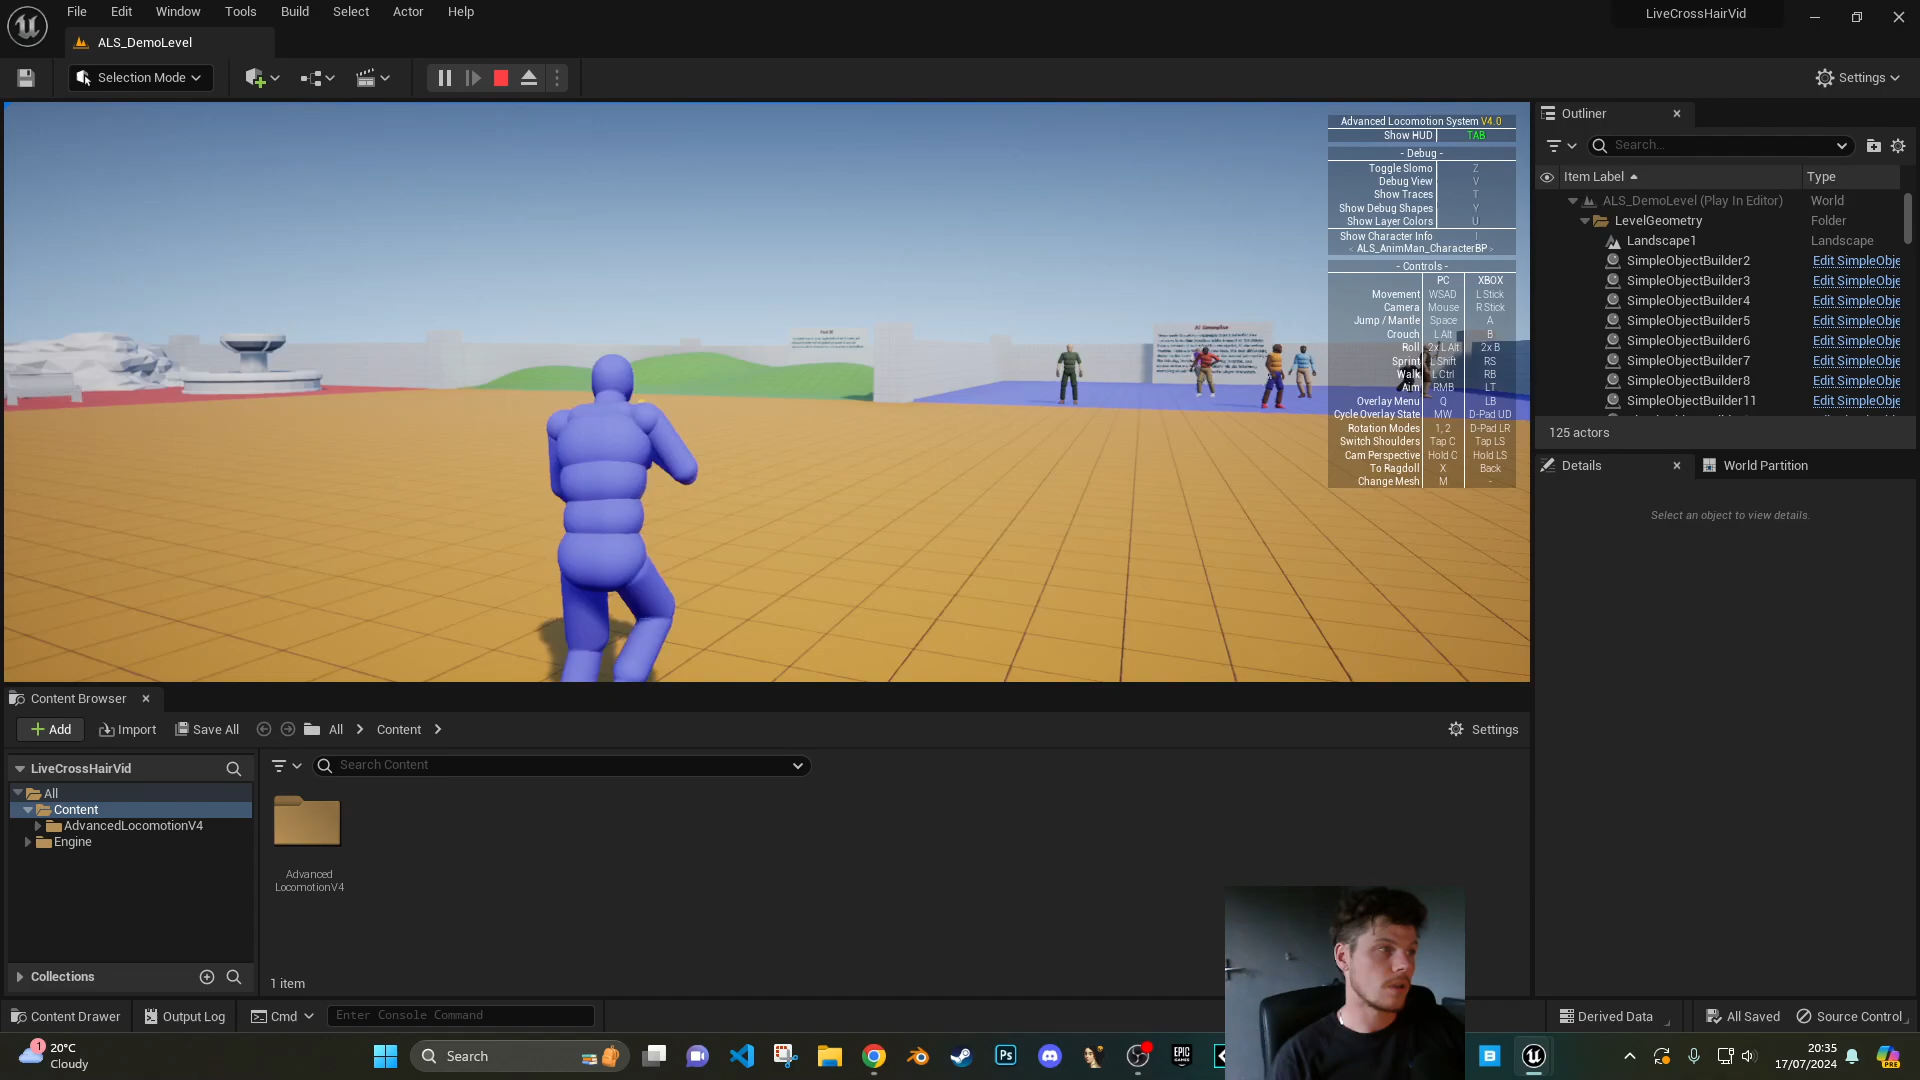 File Edit Window Tools Build Select Actor Help
LiveCrossHairVid
ALS_DemoLevel
Selection Mode
Settings
Advanced Locomotion System V4.0
Show HUD TAB
- Debug -
Toggle Slomo Z
Debug View V
Show Traces T
Show Debug Shapes Y
Show Layer Colors U
Show Character Info I
< ALS_AnimMan_CharacterBP >
- Controls -
PC XBOX
Movement WSAD L Stick
Camera Mouse R Stick
Jump / Mantle Space A
Crouch L Alt B
Roll 2x L Alt 2x B
Sprint L Shift RS
Walk L Ctrl RB
Aim RMB LT
Overlay Menu Q LB
Cycle Overlay State MW D-Pad UD
Rotation Modes 1, 2 D-Pad LR
Switch Shoulders Tap C Tap LS
Cam Perspective Hold C Hold LS
To Ragdoll X Back
Change Mesh M -
Outliner
Search...
Item Label Type
ALS_DemoLevel (Play In Editor) World
LevelGeometry Folder
Landscape1 Landscape
SimpleObjectBuilder2 Edit SimpleObje
SimpleObjectBuilder3 Edit SimpleObje
SimpleObjectBuilder4 Edit SimpleObje
SimpleObjectBuilder5 Edit SimpleObje
SimpleObjectBuilder6 Edit SimpleObje
SimpleObjectBuilder7 Edit SimpleObje
SimpleObjectBuilder8 Edit SimpleObje
SimpleObjectBuilder11 Edit SimpleObje
125 actors
Details World Partition
Select an object to view details.
Content Browser
Add Import Save All All Content Settings
LiveCrossHairVid
Search Content
All
Content
AdvancedLocomotionV4
Engine
Advanced
LocomotionV4
Collections
1 item
Content Drawer Output Log Cmd Enter Console Command Derived Data All Saved Source Control
1
20°C
Cloudy
Search
Ps
EPIC
GAMES
B
20:35
17/07/2024
PRE